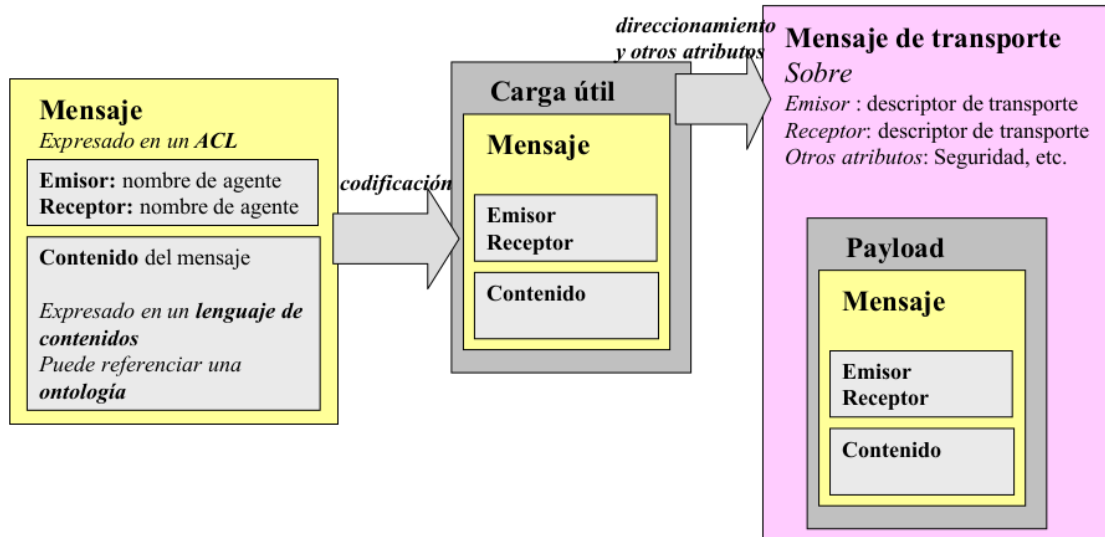 Mensaje
Expresado en un ACL
Emisor: nombre de agente
Receptor: nombre de agente
Contenido del mensaje
Expresado en un lenguaje de
contenidos
Puede referenciar una
ontología
codificación
Carga útil
Mensaje
Emisor
Receptor
Contenido
direccionamiento
y otros atributos
Mensaje de transporte
Sobre
Emisor : descriptor de transporte
Receptor: descriptor de transporte
Otros atributos: Seguridad, etc.
Payload
Mensaje
Emisor
Receptor
Contenido